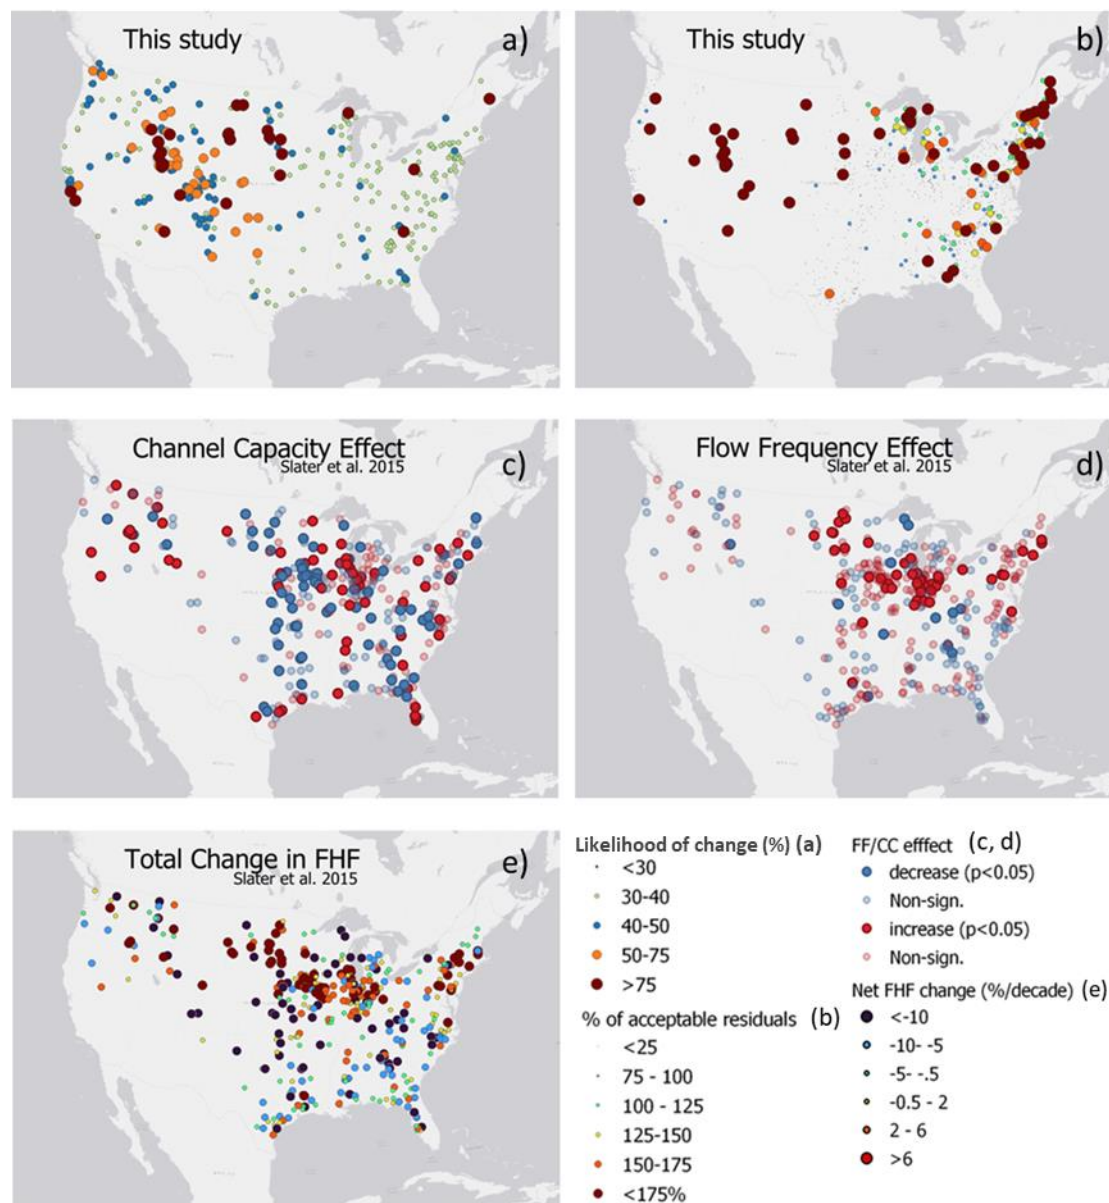 This study
a)
This study
b)
Channel Capacity Effect
Slater et al. 2015
c)
Flow Frequency Effect
Slater et al. 2015
d)
Total Change in FHF
Slater et al. 2015
e)
Likelihood of change (%) (a)
<30
30-40
40-50
50-75
>75
% of acceptable residuals (b)
<25
75 - 100
100 - 125
125-150
150-175
<175%
FF/CC efffect (c, d)
decrease (p<0.05)
Non-sign.
increase (p<0.05)
Non-sign.
Net FHF change (%/decade) (e)
<-10
-10- -5
-5- -.5
-0.5 - 2
2 - 6
>6